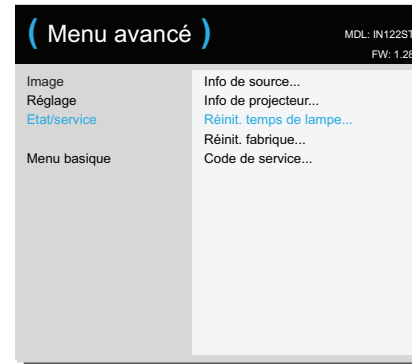 ( Menu avancé )
MDL: IN122ST
FW: 1.28
Image
Réglage
Etat/service
Menu basique
Info de source...
Info de projecteur...
Réinit. temps de lampe...
Réinit. fabrique...
Code de service...